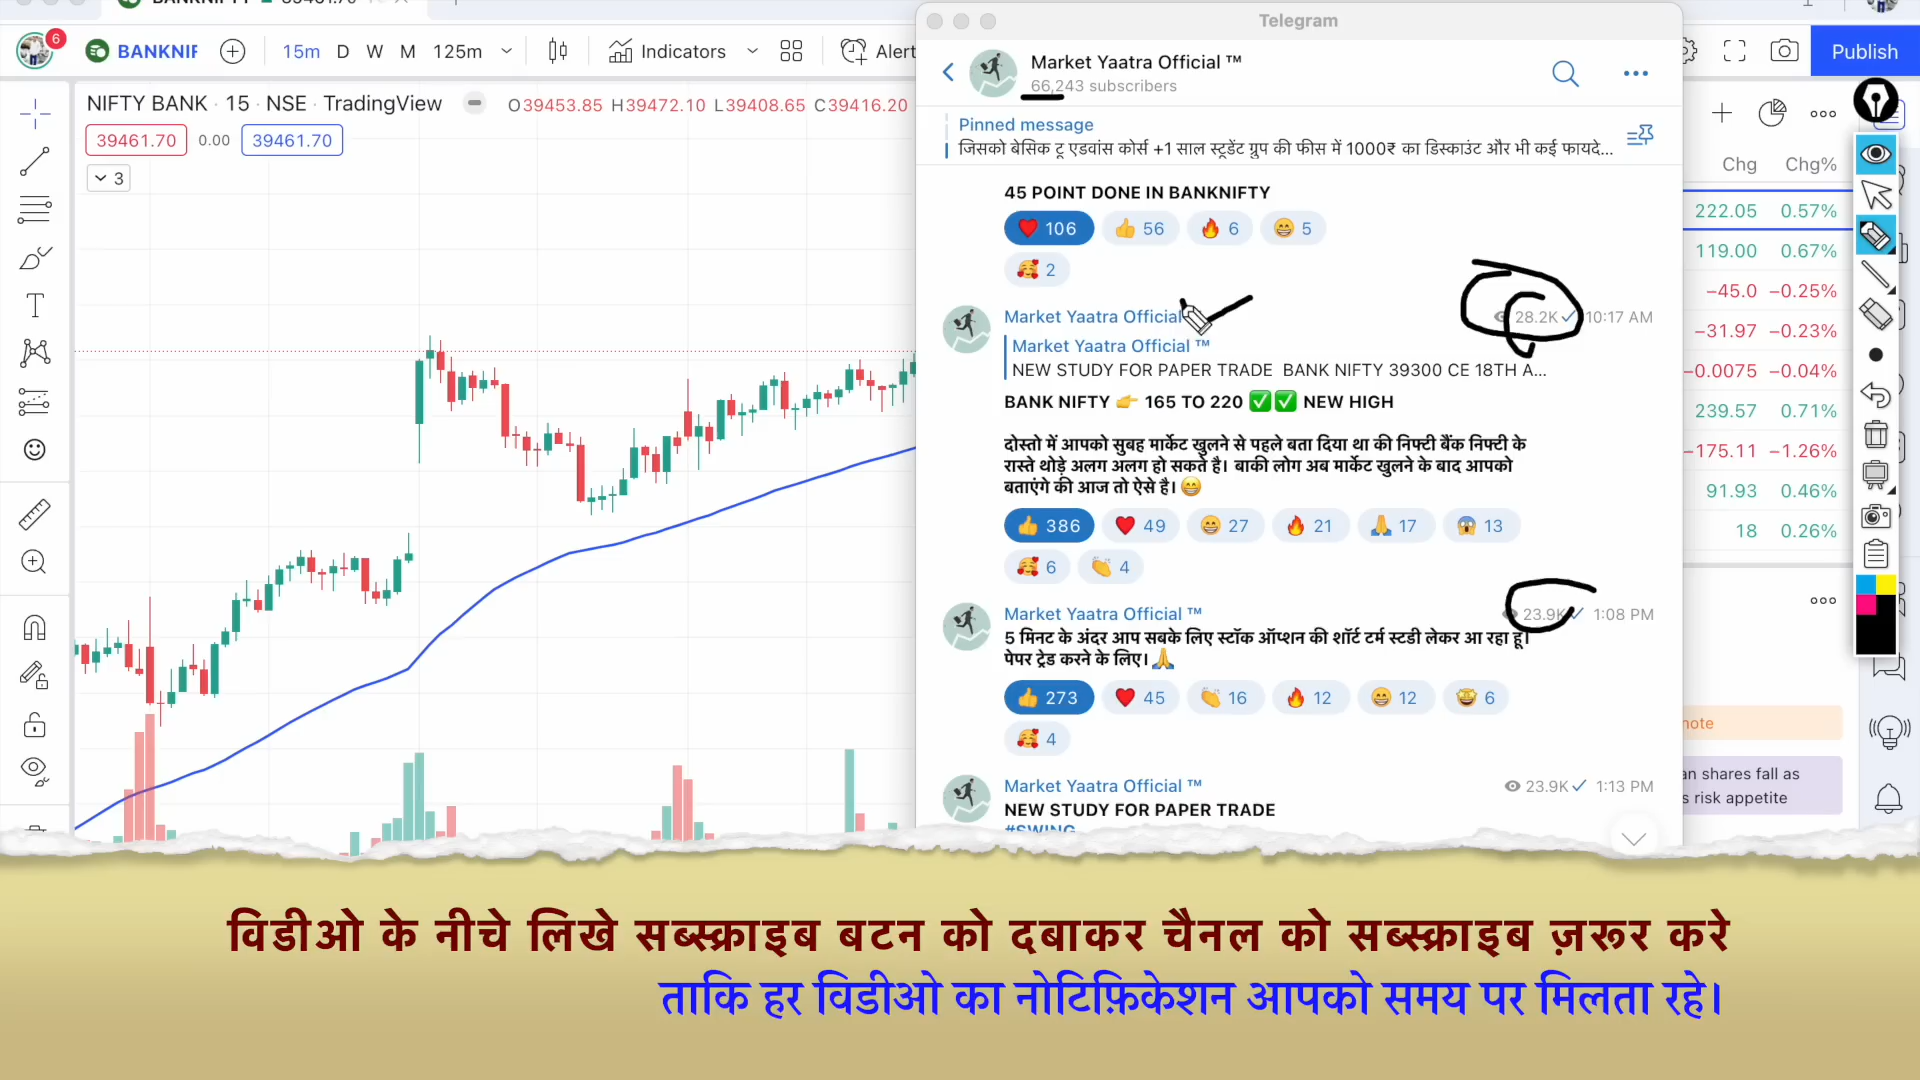 BANKNIFTY 39461.70
6
BANKNIF
15m D W M 125m
Indicators
Alert
Publish
NIFTY BANK · 15 · NSE · TradingView
O39453.85 H39472.10 L39408.65 C39416.20
39461.70 0.00 39461.70
3
Telegram
Market Yaatra Official ™
66,243 subscribers
Pinned message
जिसको बेसिक टू एडवांस कोर्स +1 साल स्टूडेंट ग्रुप की फीस में 1000₹ का डिस्काउंट और भी कई फायदे...
45 POINT DONE IN BANKNIFTY
❤️ 106 👍 56 🔥 6 😁 5
🥰 2
Market Yaatra Official
28.2K 10:17 AM
Market Yaatra Official ™
NEW STUDY FOR PAPER TRADE BANK NIFTY 39300 CE 18TH A...
BANK NIFTY 👉 165 TO 220 ✅✅ NEW HIGH
दोस्तो में आपको सुबह मार्केट खुलने से पहले बता दिया था की निफ्टी बैंक निफ्टी के
रास्ते थोड़े अलग अलग हो सकते है। बाकी लोग अब मार्केट खुलने के बाद आपको
बताएंगे की आज तो ऐसे है। 😁
👍 386 ❤️ 49 😁 27 🔥 21 🙏 17 😱 13
🥰 6 👏 4
Market Yaatra Official ™
23.9K 1:08 PM
5 मिनट के अंदर आप सबके लिए स्टॉक ऑप्शन की शॉर्ट टर्म स्टडी लेकर आ रहा हू।
पेपर ट्रेड करने के लिए। 🙏
👍 273 ❤️ 45 👏 16 🔥 12 😁 12 🤩 6
🥰 4
Market Yaatra Official ™
23.9K 1:13 PM
NEW STUDY FOR PAPER TRADE
#SWING
Chg Chg%
222.05 0.57%
119.00 0.67%
−45.0 −0.25%
−31.97 −0.23%
−0.0075 −0.04%
239.57 0.71%
−175.11 −1.26%
91.93 0.46%
18 0.26%
note
an shares fall as
s risk appetite
विडीओ के नीचे लिखे सब्स्क्राइब बटन को दबाकर चैनल को सब्स्क्राइब ज़रूर करे
ताकि हर विडीओ का नोटिफ़िकेशन आपको समय पर मिलता रहे।